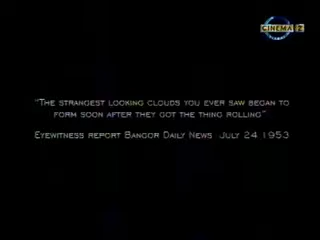 CINEMA 2
"The strangest looking clouds you ever saw began to
form soon after they got the thing rolling"
Eyewitness report Bangor Daily News July 24 1953